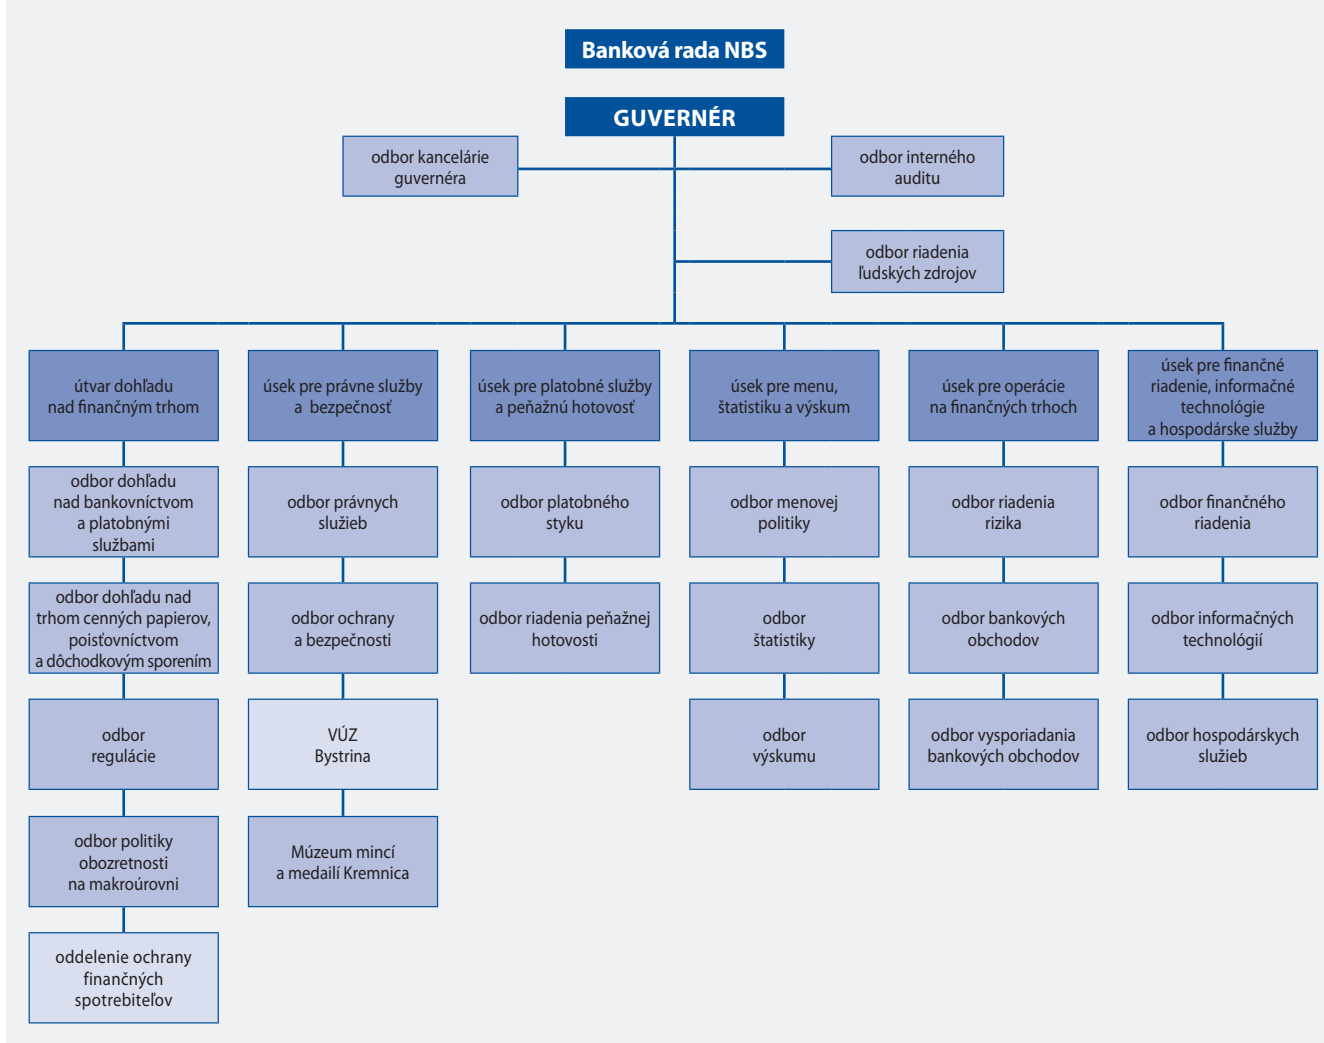 Banková rada NBS
GUVERNÉR
odbor kancelárie
guvernéra
odbor interného
auditu
odbor riadenia
ľudských zdrojov
útvar dohľadu
nad finančným trhom
úsek pre právne služby
a bezpečnosť
úsek pre platobné služby
a peňažnú hotovosť
úsek pre menu,
štatistiku a výskum
úsek pre operácie
na finančných trhoch
úsek pre finančné
riadenie, informačné
technológie
a hospodárske služby
odbor dohľadu
nad bankovníctvom
a platobnými
službami
odbor právnych
služieb
odbor platobného
styku
odbor menovej
politiky
odbor riadenia
rizika
odbor finančného
riadenia
odbor dohľadu nad
trhom cenných papierov,
poisťovníctvom
a dôchodkovým sporením
odbor ochrany
a bezpečnosti
odbor riadenia peňažnej
hotovosti
odbor
štatistiky
odbor bankových
obchodov
odbor informačných
technológií
odbor
regulácie
VÚZ
Bystrina
odbor
výskumu
odbor vysporiadania
bankových obchodov
odbor hospodárskych
služieb
odbor politiky
obozretnosti
na makroúrovni
Múzeum mincí
a medailí Kremnica
oddelenie ochrany
finančných
spotrebiteľov